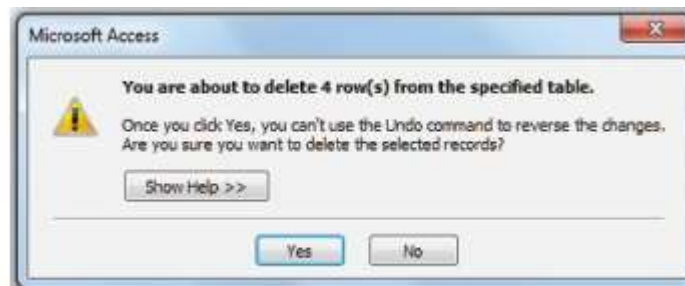 Microsoft Access
You are about to delete 4 row(s) from the specified table.
Once you click Yes, you can't use the Undo command to reverse the changes.
Are you sure you want to delete the selected records?
Show Help >>
Yes
No